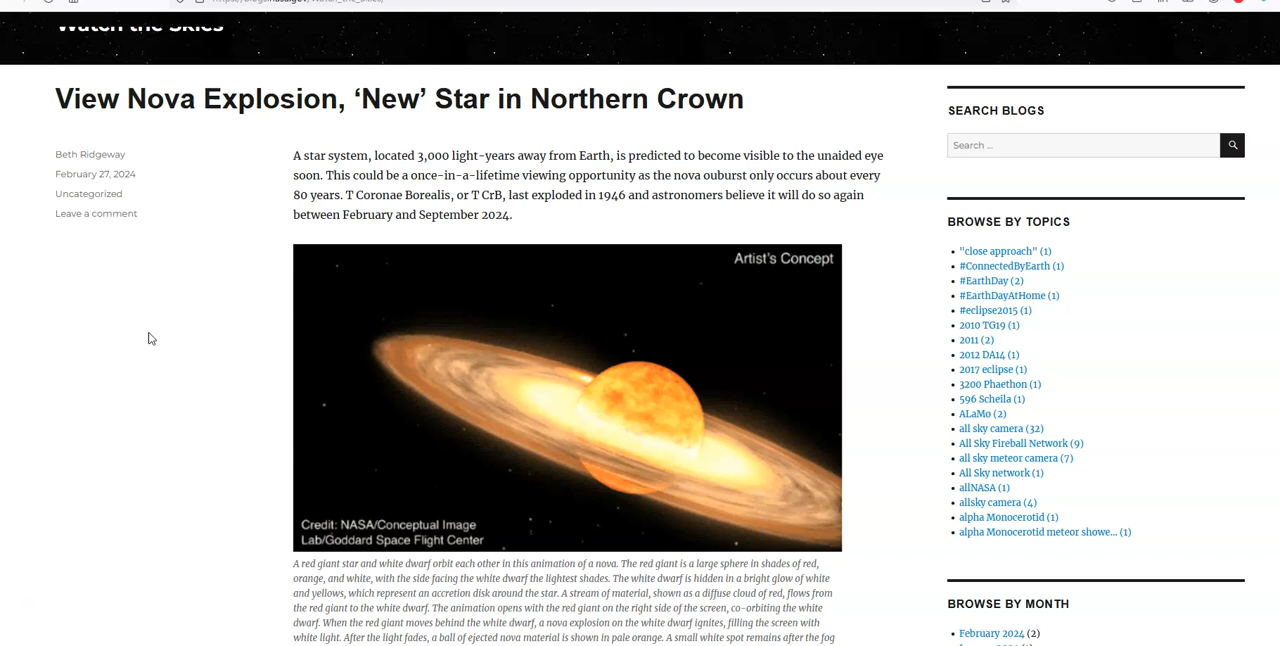 Watch the Skies
View Nova Explosion, ‘New’ Star in Northern Crown
Beth Ridgeway
February 27, 2024
Uncategorized
Leave a comment
A star system, located 3,000 light-years away from Earth, is predicted to become visible to the unaided eye
soon. This could be a once-in-a-lifetime viewing opportunity as the nova outburst only occurs about every
80 years. T Coronae Borealis, or T CrB, last exploded in 1946 and astronomers believe it will do so again
between February and September 2024.
Artist’s Concept
Credit: NASA/Conceptual Image
Lab/Goddard Space Flight Center
A red giant star and white dwarf orbit each other in this animation of a nova. The red giant is a large sphere in shades of red,
orange, and white, with the side facing the white dwarf the lightest shades. The white dwarf is hidden in a bright glow of white
and yellows, which represent an accretion disk around the star. A stream of material, shown as a diffuse cloud of red, flows from
the red giant to the white dwarf. The animation opens with the red giant on the right side of the screen, co-orbiting the white
dwarf. When the red giant moves behind the white dwarf, a nova explosion on the white dwarf ignites, filling the screen with
white light. After the light fades, a ball of ejected nova material is shown in pale orange. A small white spot remains after the fog
SEARCH BLOGS
Search ...
BROWSE BY TOPICS
"close approach" (1)
#ConnectedByEarth (1)
#EarthDay (2)
#EarthDayAtHome (1)
#eclipse2015 (1)
2010 TG19 (1)
2011 (2)
2012 DA14 (1)
2017 eclipse (1)
3200 Phaethon (1)
596 Scheila (1)
ALaMo (2)
all sky camera (32)
All Sky Fireball Network (9)
all sky meteor camera (7)
All Sky network (1)
allNASA (1)
allsky camera (4)
alpha Monocerotid (1)
alpha Monocerotid meteor showe... (1)
BROWSE BY MONTH
February 2024 (2)